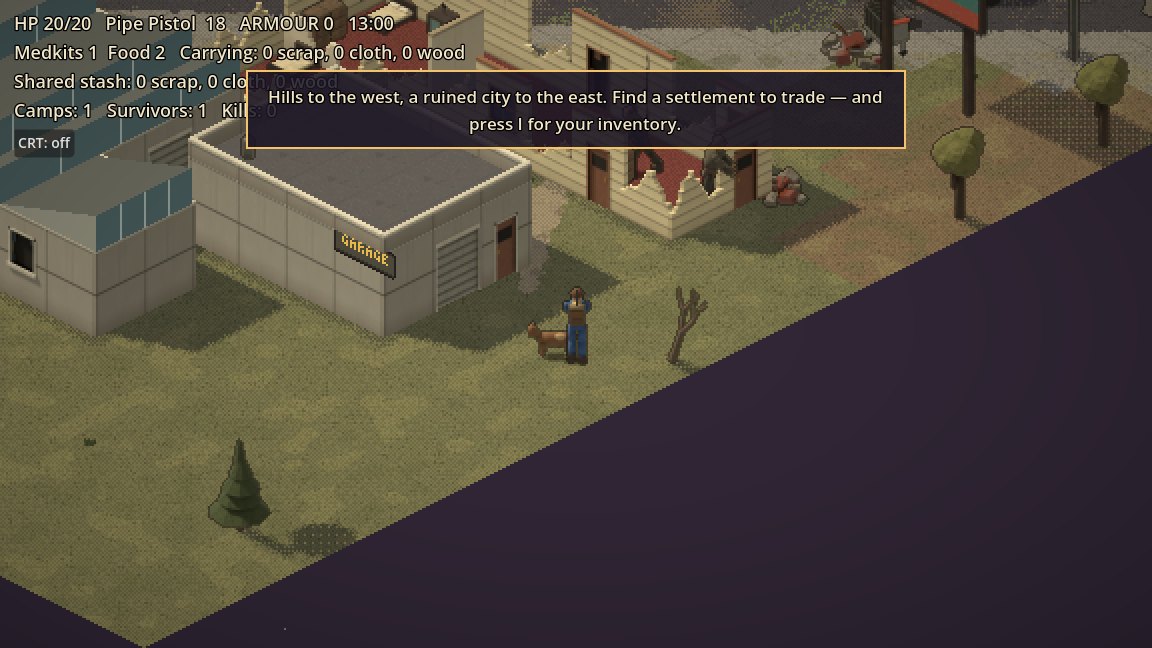 HP 20/20 Pipe Pistol 18 ARMOUR 0 13:00
Medkits 1 Food 2 Carrying: 0 scrap, 0 cloth, 0 wood
Shared stash: 0 scrap, 0 cloth, 0 wood
Camps: 1 Survivors: 1 Kills: 0
Hills to the west, a ruined city to the east. Find a settlement to trade — and
press I for your inventory.
CRT: off
GARAGE